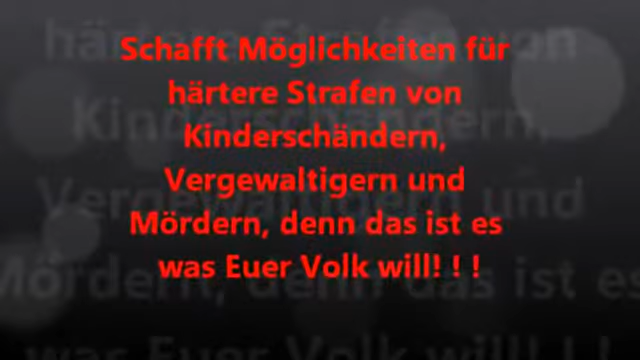 Schafft Möglichkeiten für
härtere Strafen von
Kinderschändern,
Vergewaltigern und
Mördern, denn das ist es
was Euer Volk will! ! !